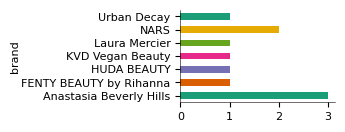 brand
Urban Decay
NARS
Laura Mercier
KVD Vegan Beauty
HUDA BEAUTY
FENTY BEAUTY by Rihanna
Anastasia Beverly Hills
0 1 2 3